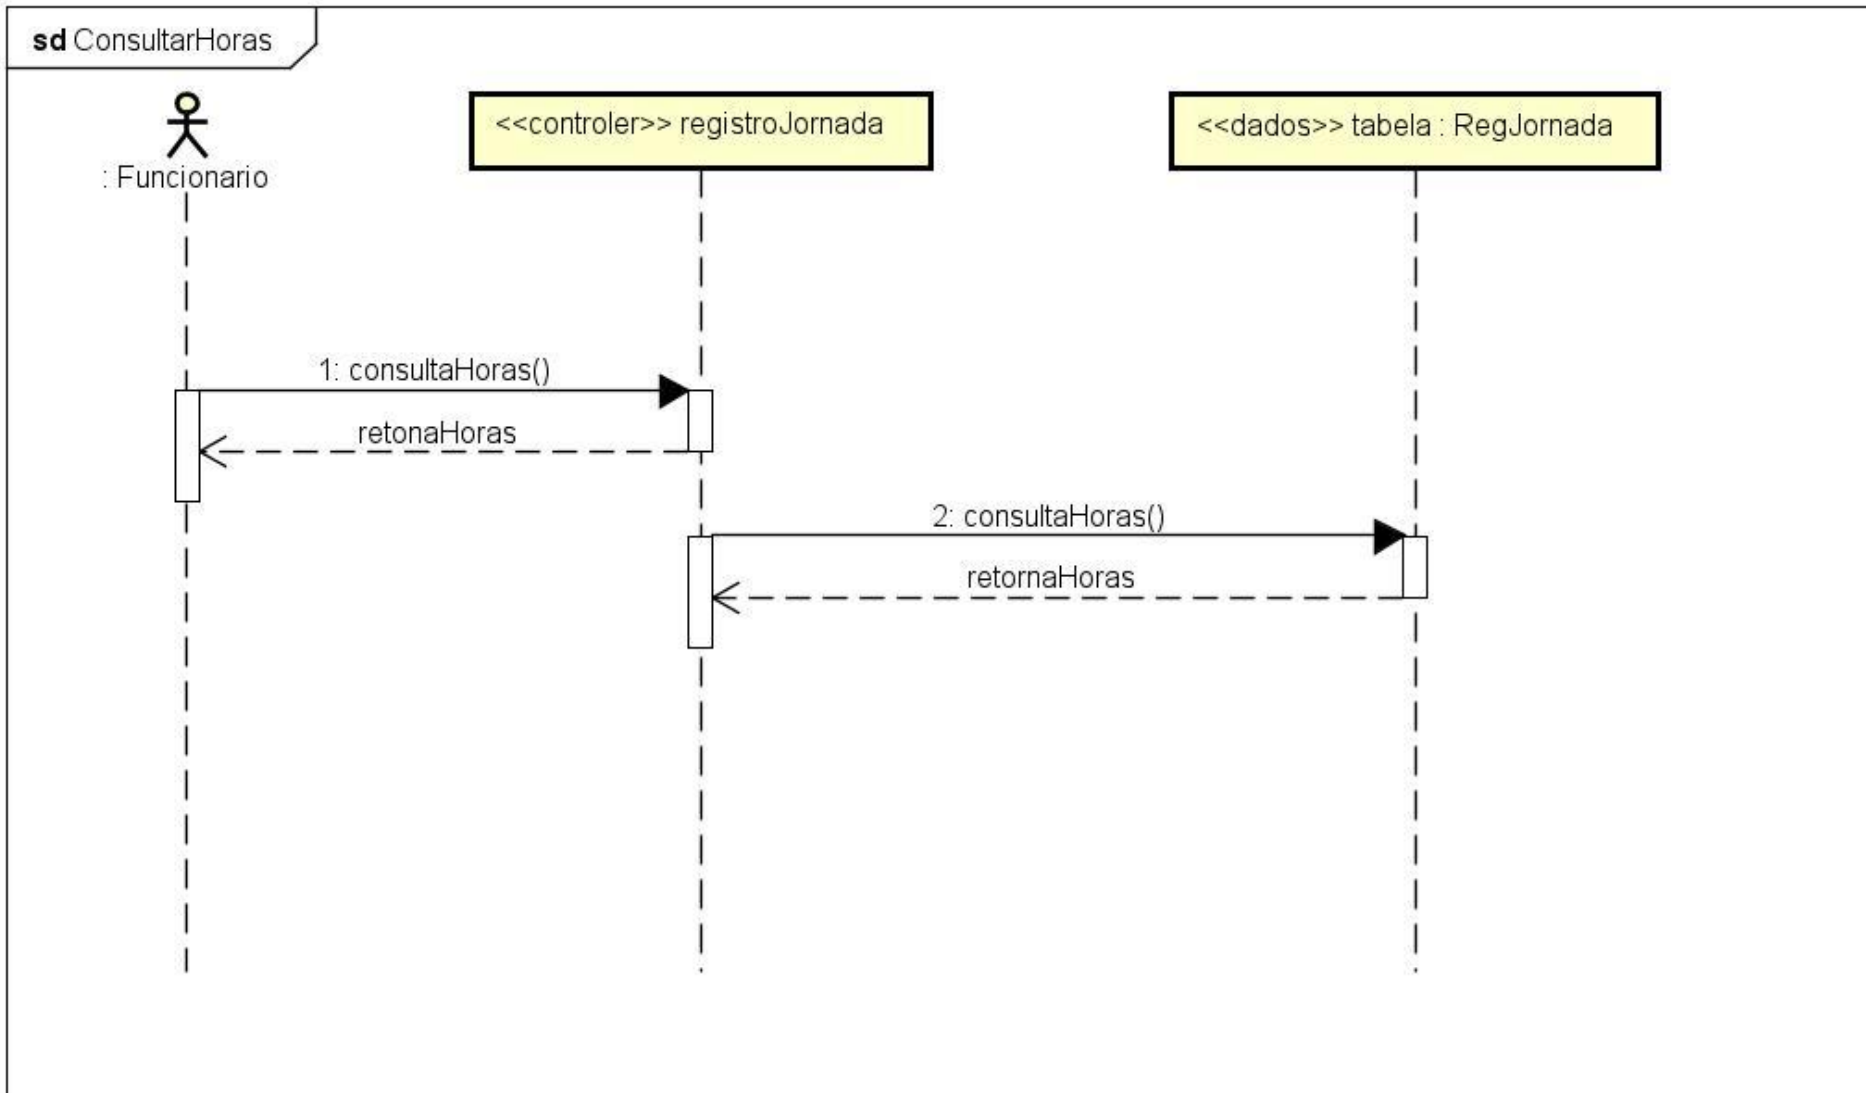 sd ConsultarHoras
<<controler>> registroJornada
<<dados>> tabela : RegJornada
: Funcionario
1: consultaHoras()
retonaHoras
2: consultaHoras()
retornaHoras